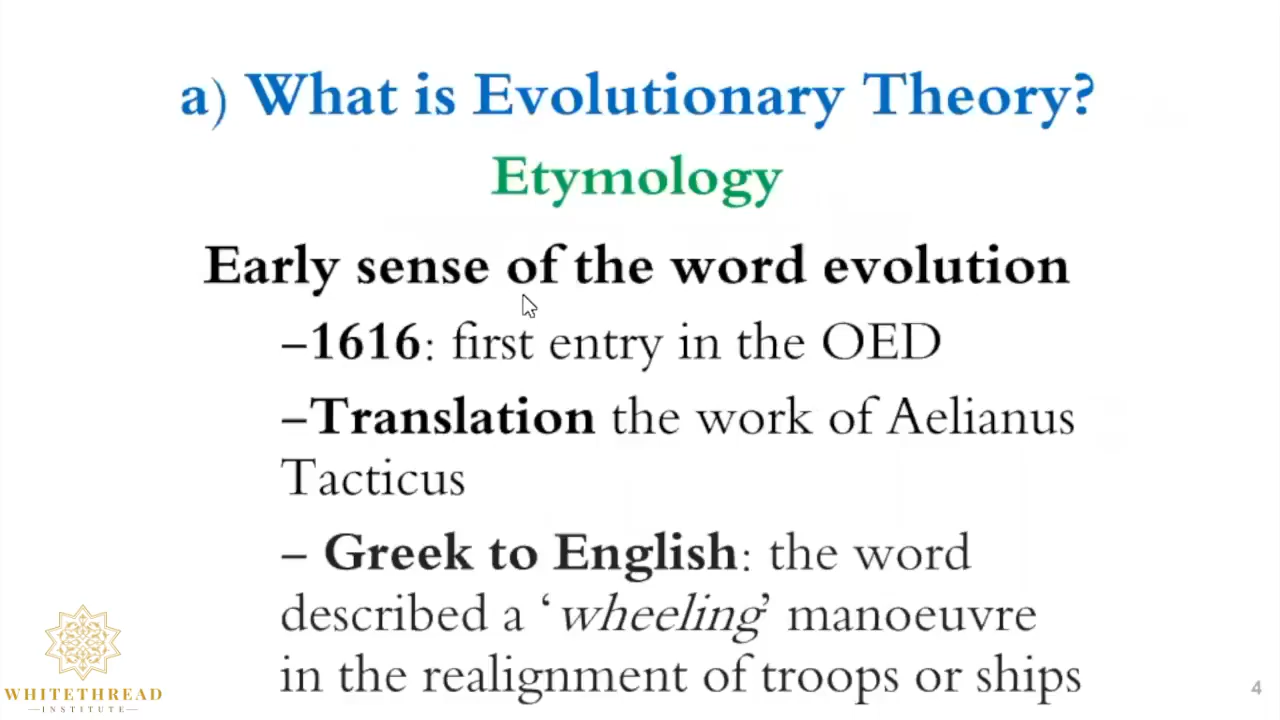 a) What is Evolutionary Theory?
Etymology
Early sense of the word evolution
–1616: first entry in the OED
–Translation the work of Aelianus
Tacticus
– Greek to English: the word
described a ‘wheeling’ manoeuvre
in the realignment of troops or ships
WHITETHREAD
—INSTITUTE—
4